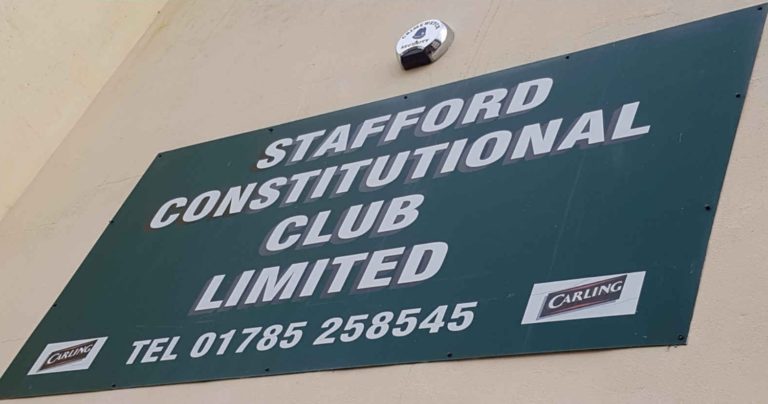 STAFFORD
CONSTITUTIONAL
CLUB
LIMITED
TEL 01785 258545
CARLING
CARLING